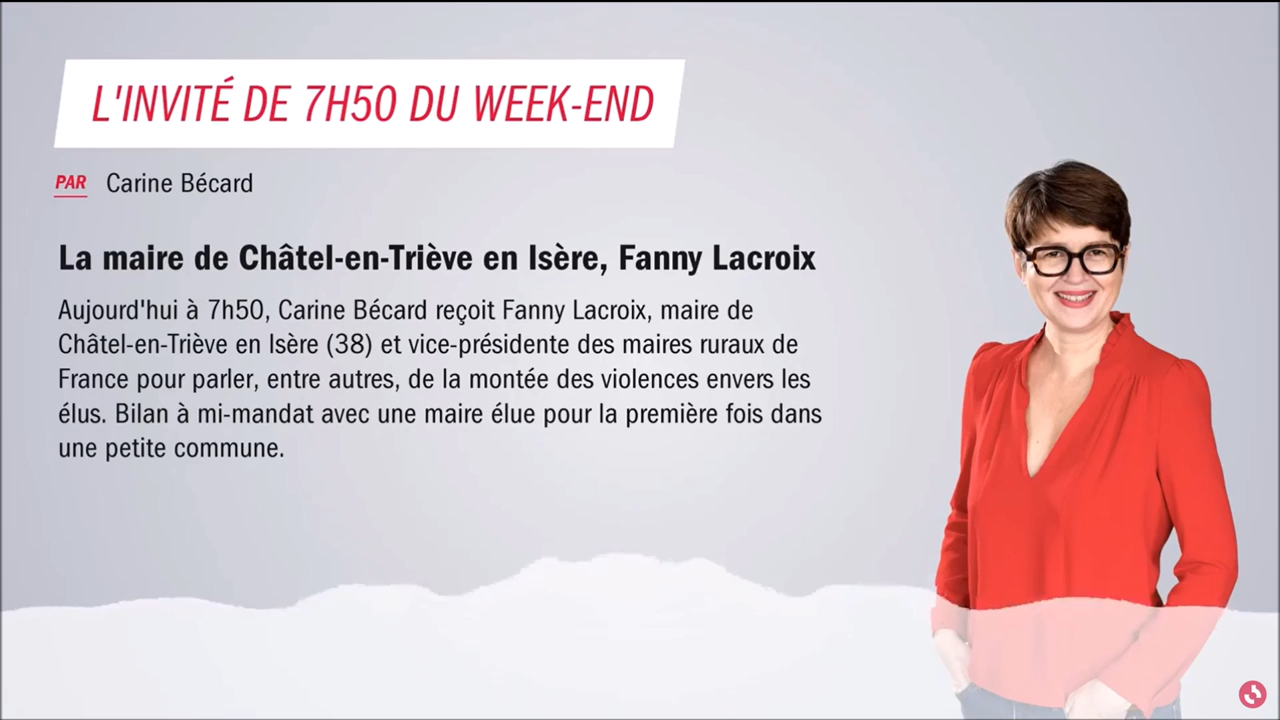 L'INVITÉ DE 7H50 DU WEEK-END
PAR Carine Bécard
La maire de Châtel-en-Triève en Isère, Fanny Lacroix
Aujourd'hui à 7h50, Carine Bécard reçoit Fanny Lacroix, maire de
Châtel-en-Triève en Isère (38) et vice-présidente des maires ruraux de
France pour parler, entre autres, de la montée des violences envers les
élus. Bilan à mi-mandat avec une maire élue pour la première fois dans
une petite commune.